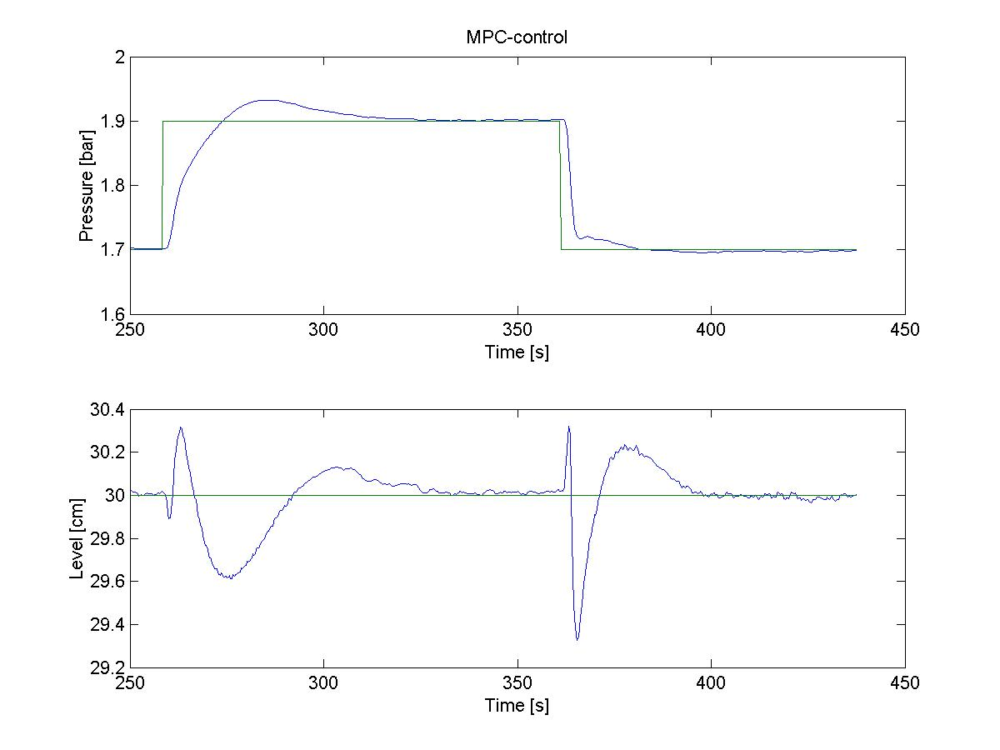 MPC-control
2
1.9
1.8
1.7
1.6
Pressure [bar]
250 300 350 400 450
Time [s]
30.4
30.2
30
29.8
29.6
29.4
29.2
Level [cm]
250 300 350 400 450
Time [s]